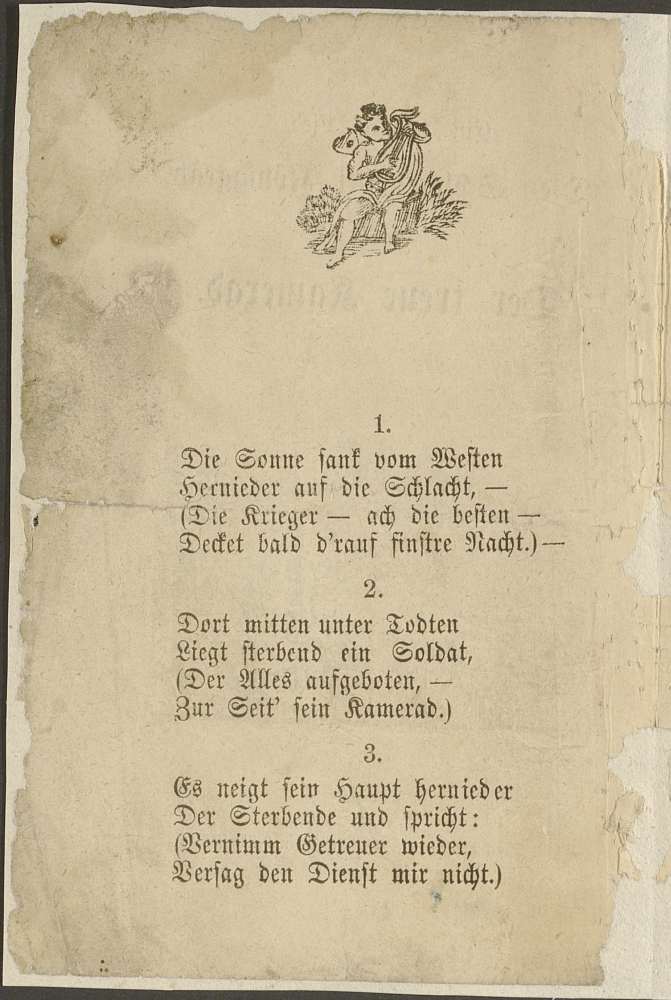 1.
Die Sonne sank vom Westen
Hernieder auf die Schlacht, —
(Die Krieger — ach die besten —
Decket bald d'rauf finstre Nacht.) —
2.
Dort mitten unter Todten
Liegt sterbend ein Soldat,
(Der Alles aufgeboten, —
Zur Seit' sein Kamerad.)
3.
Es neigt sein Haupt hernieder
Der Sterbende und spricht:
(Vernimm Getreuer wieder,
Versag den Dienst mir nicht.)